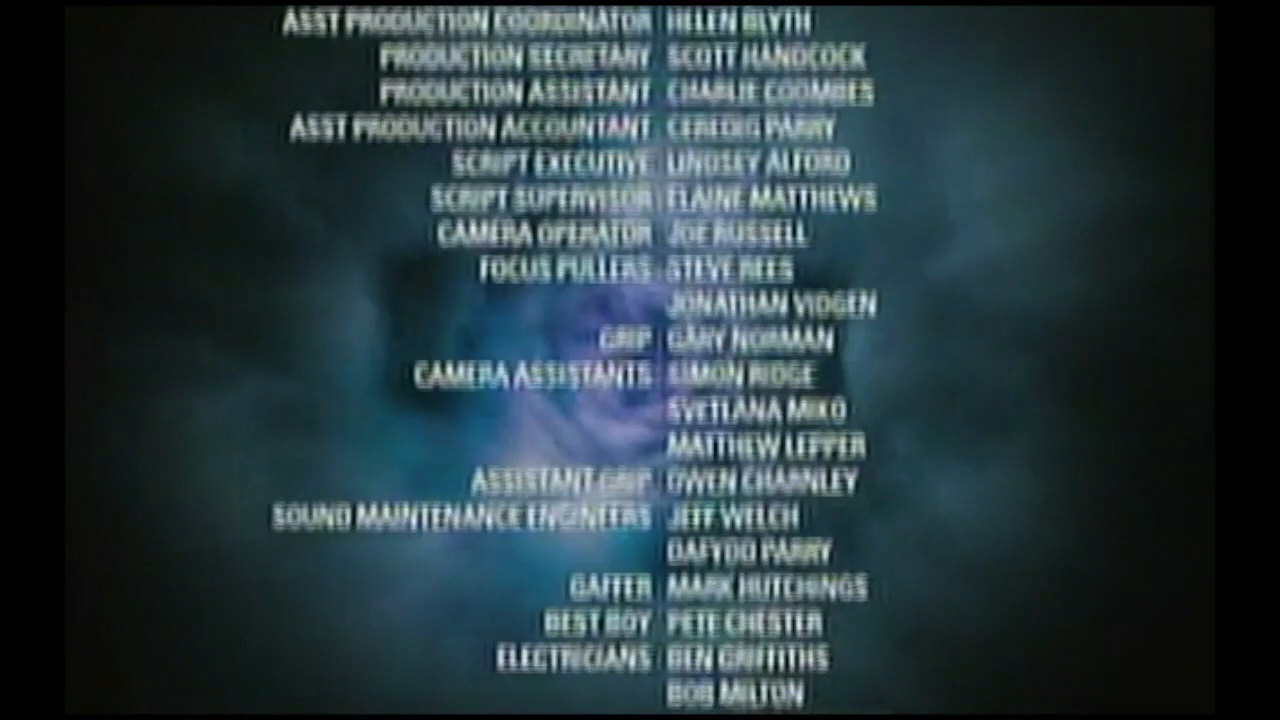 ASST PRODUCTION COORDINATOR HELEN BLYTH
PRODUCTION SECRETARY SCOTT HANDCOCK
PRODUCTION ASSISTANT CHARLIE COOMBES
ASST PRODUCTION ACCOUNTANT CEREDIG PARRY
SCRIPT EXECUTIVE LINDSEY ALFORD
SCRIPT SUPERVISOR ELAINE MATTHEWS
CAMERA OPERATOR JOE RUSSELL
FOCUS PULLERS STEVE REES
JONATHAN VIDGEN
GRIP GARY NORMAN
CAMERA ASSISTANTS SIMON RIDGE
SVETLANA MIKO
MATTHEW LEPPER
ASSISTANT GRIP OWEN CHARNLEY
SOUND MAINTENANCE ENGINEERS JEFF WELCH
DAFYDD PARRY
GAFFER MARK HUTCHINGS
BEST BOY PETE CHESTER
ELECTRICIANS BEN GRIFFITHS
BOB MILTON